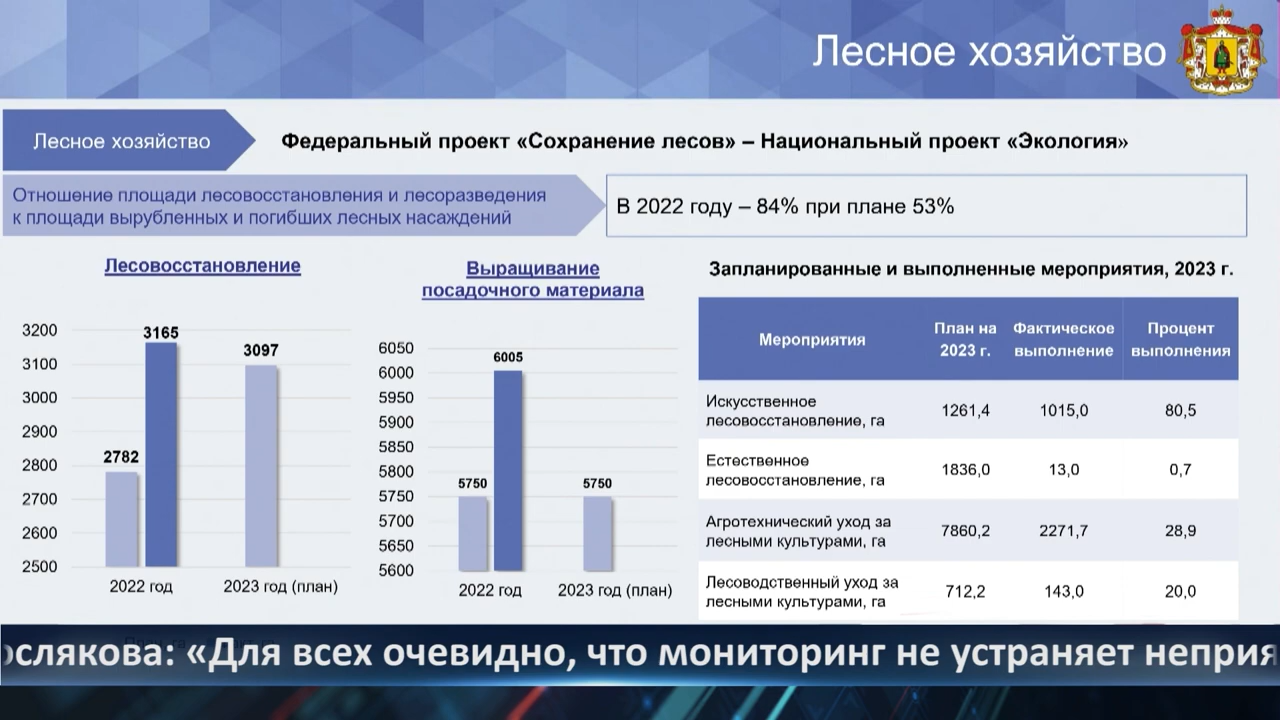 Лесное хозяйство
Лесное хозяйство
Федеральный проект «Сохранение лесов» – Национальный проект «Экология»
Отношение площади лесовосстановления и лесоразведения
к площади вырубленных и погибших лесных насаждений
В 2022 году – 84% при плане 53%
Лесовосстановление
3200
3100
3000
2900
2800
2700
2600
2500
2782
3165
3097
2022 год
2023 год (план)
Выращивание
посадочного материала
6050
6000
5950
5900
5850
5800
5750
5700
5650
5600
5750
6005
5750
2022 год
2023 год (план)
Запланированные и выполненные мероприятия, 2023 г.
Мероприятия
План на
2023 г.
Фактическое
выполнение
Процент
выполнения
Искусственное
лесовосстановление, га
1261,4
1015,0
80,5
Естественное
лесовосстановление, га
1836,0
13,0
0,7
Агротехнический уход за
лесными культурами, га
7860,2
2271,7
28,9
Лесоводственный уход за
лесными культурами, га
712,2
143,0
20,0
ослякова: «Для всех очевидно, что мониторинг не устраняет неприя